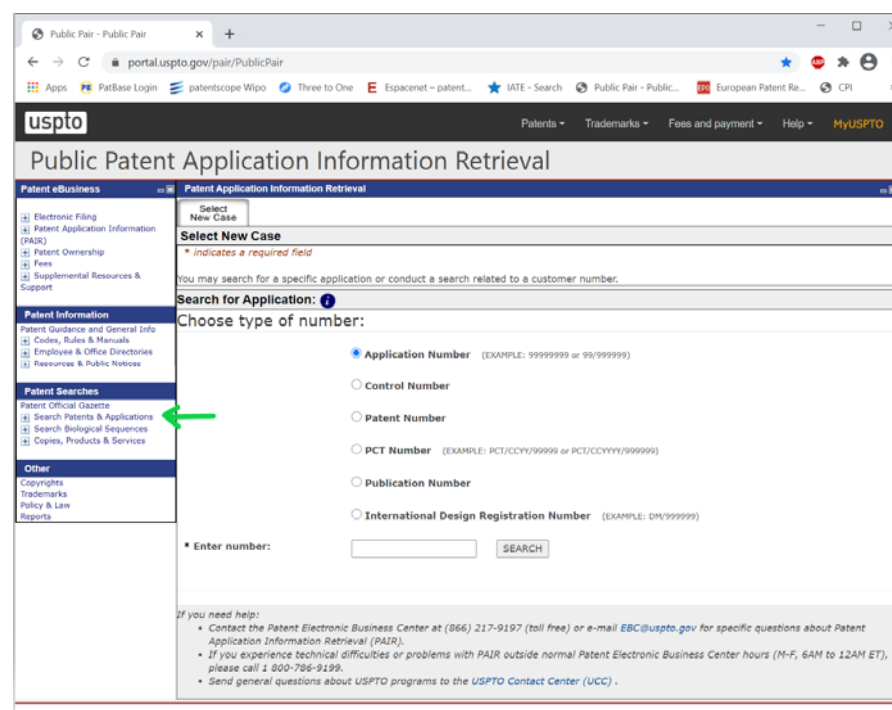 Public Pair - Public Pair
portal.uspto.gov/pair/PublicPair
ABP
Apps PB PatBase Login patentscope Wipo Three to One E Espacenet – patent... IATE - Search Public Pair - Public... EPO European Patent Re... CPI
uspto Patents Trademarks Fees and payment Help MyUSPTO
Public Patent Application Information Retrieval
Patent eBusiness
Electronic Filing
Patent Application Information
(PAIR)
Patent Ownership
Fees
Supplemental Resources &
Support
Patent Information
Patent Guidance and General Info
Codes, Rules & Manuals
Employee & Office Directories
Resources & Public Notices
Patent Searches
Patent Official Gazette
Search Patents & Applications
Search Biological Sequences
Copies, Products & Services
Other
Copyrights
Trademarks
Policy & Law
Reports
Patent Application Information Retrieval
Select
New Case
Select New Case
* indicates a required field
You may search for a specific application or conduct a search related to a customer number.
Search for Application: i
Choose type of number:
Application Number (EXAMPLE: 99999999 or 99/999999)
Control Number
Patent Number
PCT Number (EXAMPLE: PCT/CCYY/99999 or PCT/CCYYYY/999999)
Publication Number
International Design Registration Number (EXAMPLE: DM/999999)
* Enter number: SEARCH
If you need help:
• Contact the Patent Electronic Business Center at (866) 217-9197 (toll free) or e-mail EBC@uspto.gov for specific questions about Patent
Application Information Retrieval (PAIR).
• If you experience technical difficulties or problems with PAIR outside normal Patent Electronic Business Center hours (M-F, 6AM to 12AM ET),
please call 1 800-786-9199.
• Send general questions about USPTO programs to the USPTO Contact Center (UCC) .